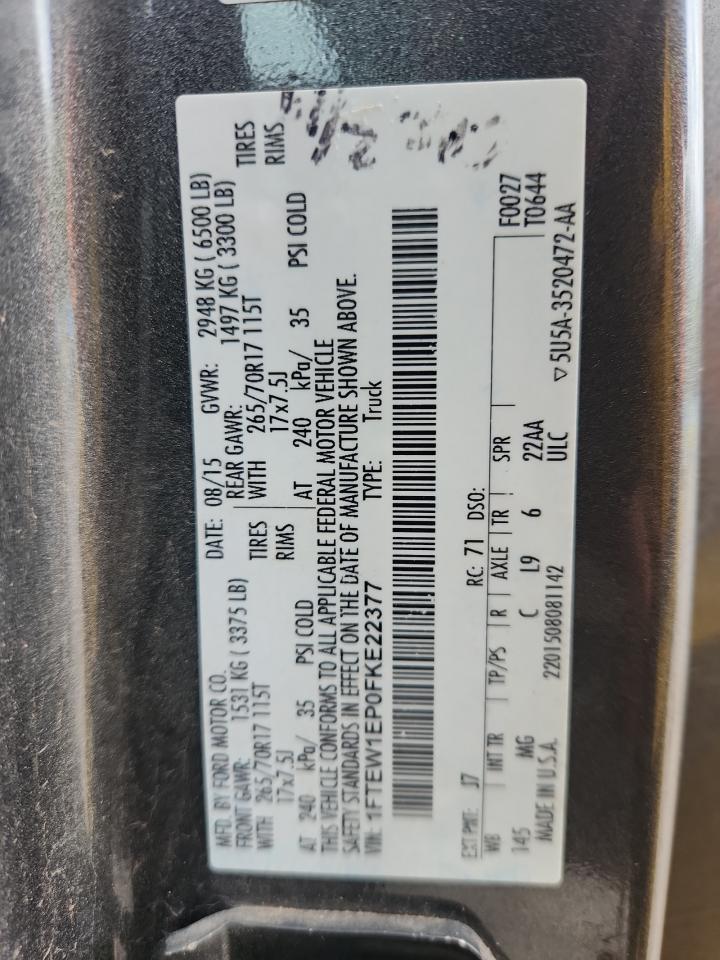 MFD. BY FORD MOTOR CO.
DATE: 08/15 GVWR: 2948 KG ( 6500 LB)
FRONT GAWR: 1531 KG ( 3375 LB) REAR GAWR: 1497 KG ( 3300 LB)
WITH 265/70R17 115T TIRES WITH 265/70R17 115T TIRES
17x7.5J RIMS 17x7.5J RIMS
AT 240 kPa/ 35 PSI COLD AT 240 kPa/ 35 PSI COLD
THIS VEHICLE CONFORMS TO ALL APPLICABLE FEDERAL MOTOR VEHICLE
SAFETY STANDARDS IN EFFECT ON THE DATE OF MANUFACTURE SHOWN ABOVE.
VIN: 1FTEW1EP0FKE22377 TYPE: Truck
EXT PNT: J7 RC: 71 DSO: F0027
WB INT TR TP/PS R AXLE TR SPR T0644
145 MG C L9 6 22AA
MADE IN U.S.A. 2201508081142 ULC ▽5U5A-3520472-AA